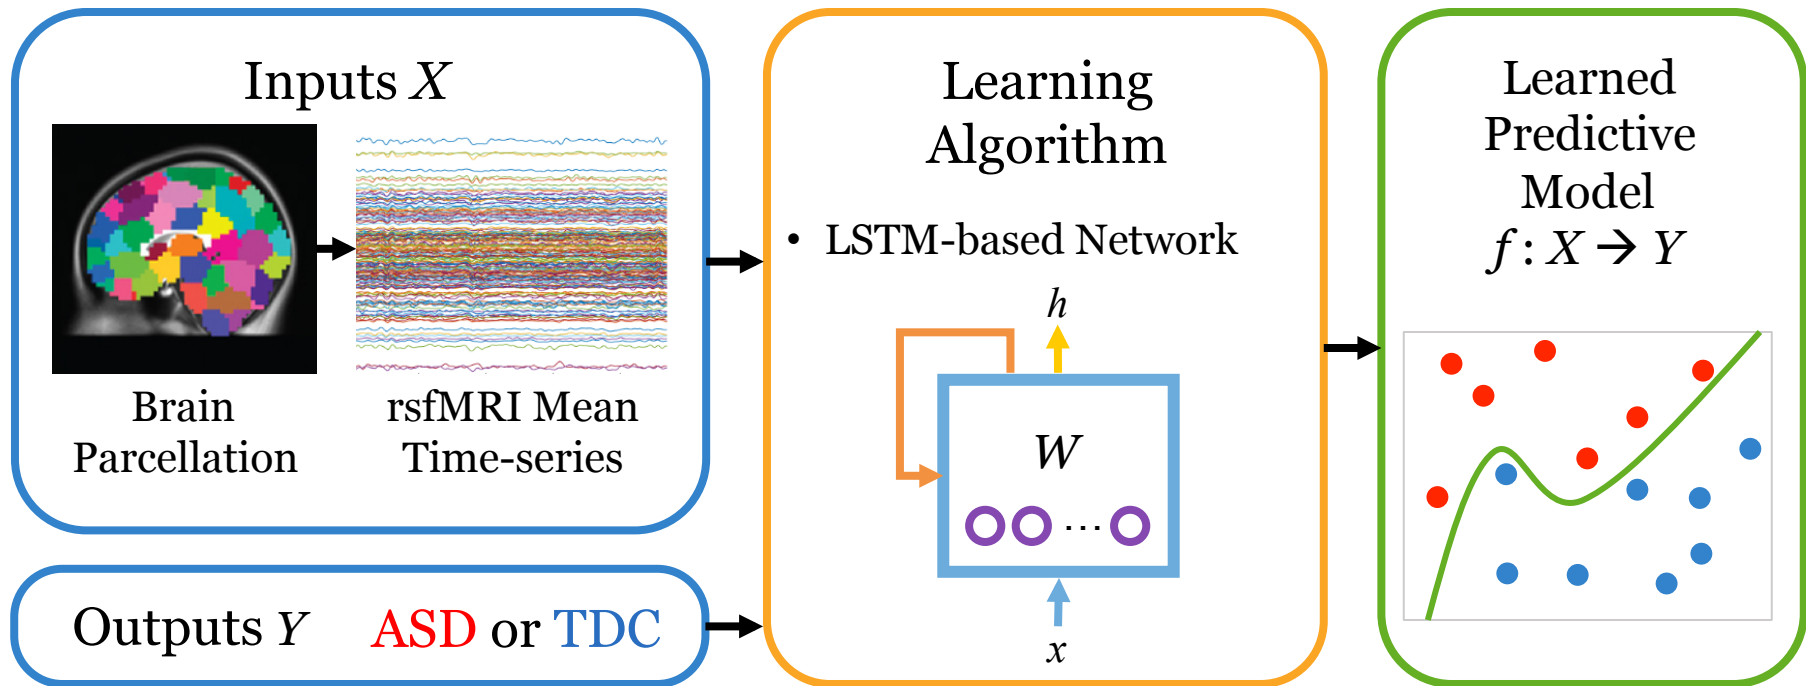 Inputs X
Brain
Parcellation
rsfMRI Mean
Time-series
Outputs Y ASD or TDC
Learning
Algorithm
• LSTM-based Network
h
W
...
x
Learned
Predictive
Model
f : X → Y